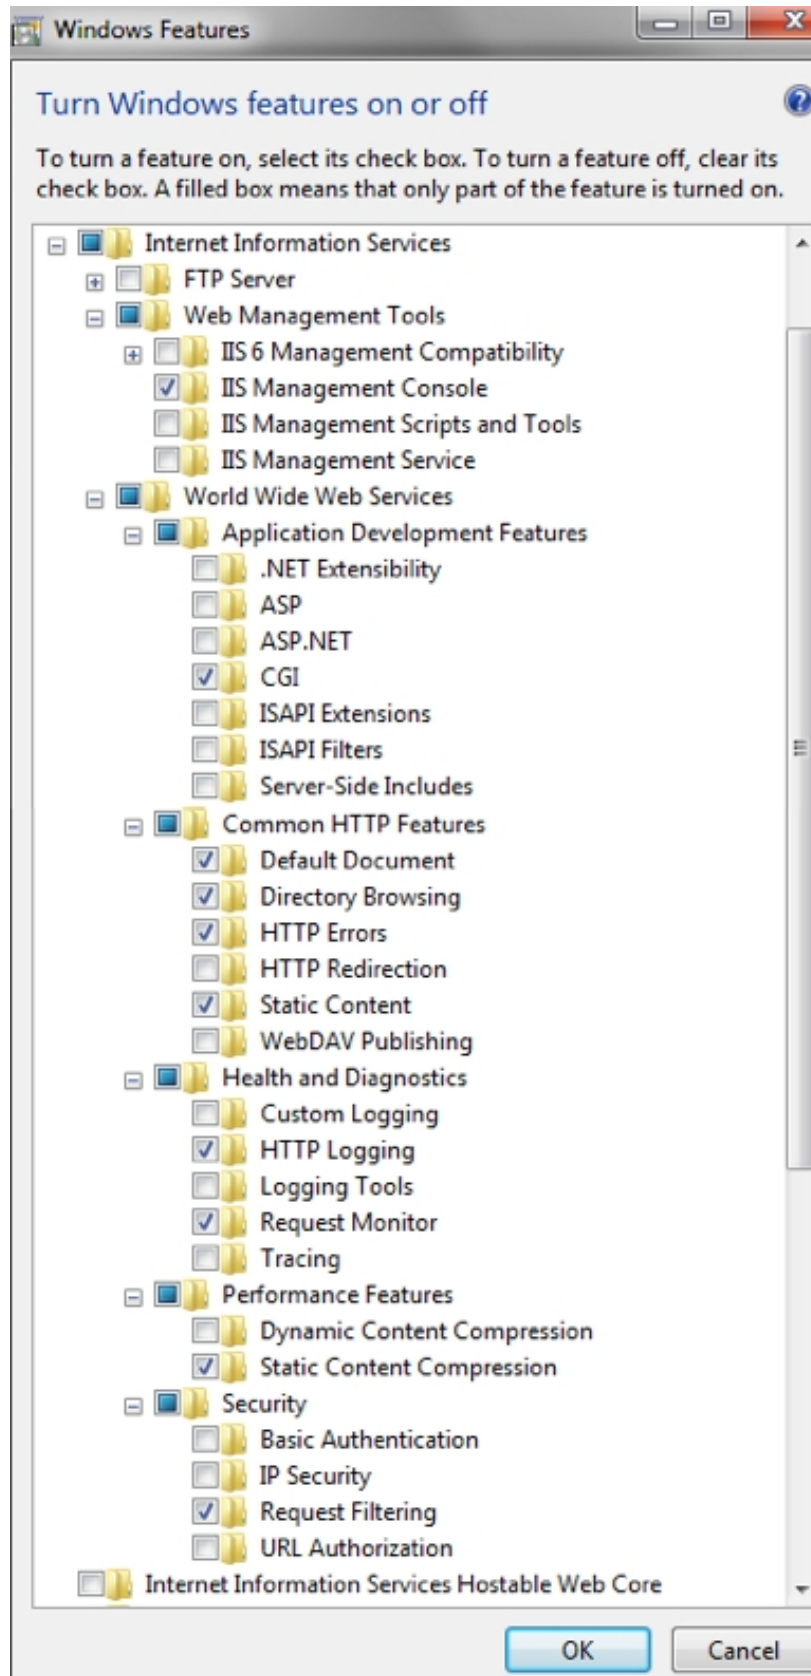 Windows Features
Turn Windows features on or off
To turn a feature on, select its check box. To turn a feature off, clear its
check box. A filled box means that only part of the feature is turned on.
Internet Information Services
FTP Server
Web Management Tools
IIS 6 Management Compatibility
IIS Management Console
IIS Management Scripts and Tools
IIS Management Service
World Wide Web Services
Application Development Features
.NET Extensibility
ASP
ASP.NET
CGI
ISAPI Extensions
ISAPI Filters
Server-Side Includes
Common HTTP Features
Default Document
Directory Browsing
HTTP Errors
HTTP Redirection
Static Content
WebDAV Publishing
Health and Diagnostics
Custom Logging
HTTP Logging
Logging Tools
Request Monitor
Tracing
Performance Features
Dynamic Content Compression
Static Content Compression
Security
Basic Authentication
IP Security
Request Filtering
URL Authorization
Internet Information Services Hostable Web Core
OK Cancel